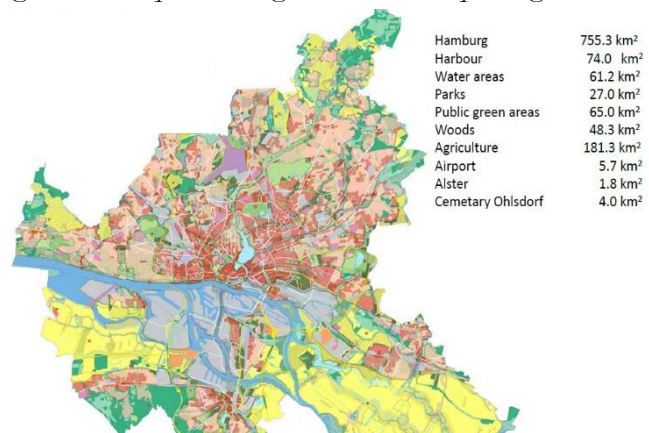 Hamburg 755.3 km²
Harbour 74.0 km²
Water areas 61.2 km²
Parks 27.0 km²
Public green areas 65.0 km²
Woods 48.3 km²
Agriculture 181.3 km²
Airport 5.7 km²
Alster 1.8 km²
Cemetary Ohlsdorf 4.0 km²